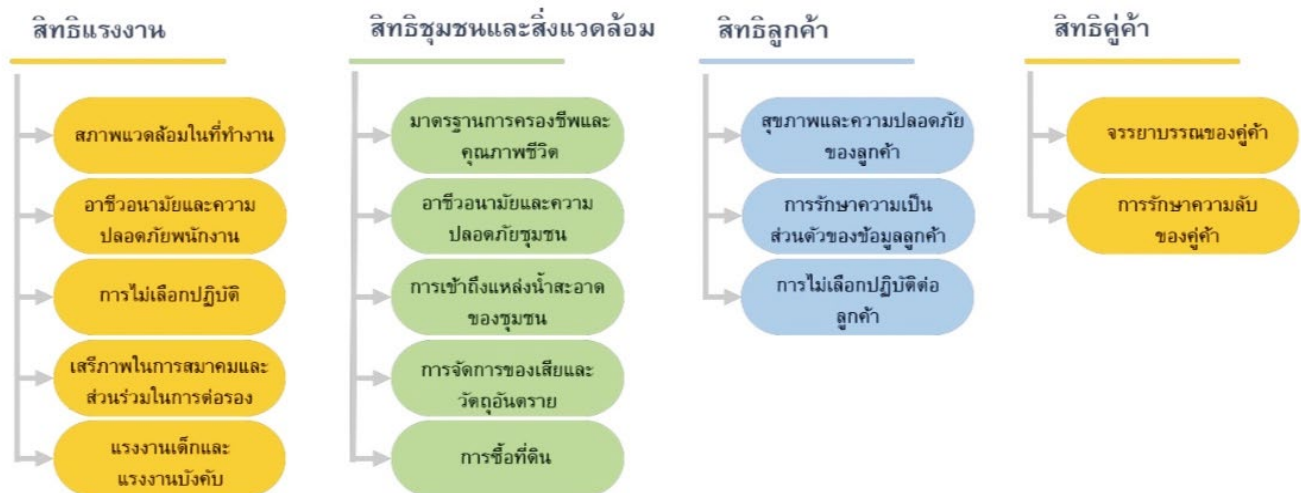 สิทธิแรงงาน
สภาพแวดล้อมในที่ทำงาน
อาชีวอนามัยและความ
ปลอดภัยพนักงาน
การไม่เลือกปฏิบัติ
เสรีภาพในการสมาคมและ
ส่วนร่วมในการต่อรอง
แรงงานเด็กและ
แรงงานบังคับ
สิทธิชุมชนและสิ่งแวดล้อม
มาตรฐานการครองชีพและ
คุณภาพชีวิต
อาชีวอนามัยและความ
ปลอดภัยชุมชน
การเข้าถึงแหล่งน้ำสะอาด
ของชุมชน
การจัดการของเสียและ
วัตถุอันตราย
การซื้อที่ดิน
สิทธิลูกค้า
สุขภาพและความปลอดภัย
ของลูกค้า
การรักษาความเป็น
ส่วนตัวของข้อมูลลูกค้า
การไม่เลือกปฏิบัติต่อ
ลูกค้า
สิทธิคู่ค้า
จรรยาบรรณของคู่ค้า
การรักษาความลับ
ของคู่ค้า